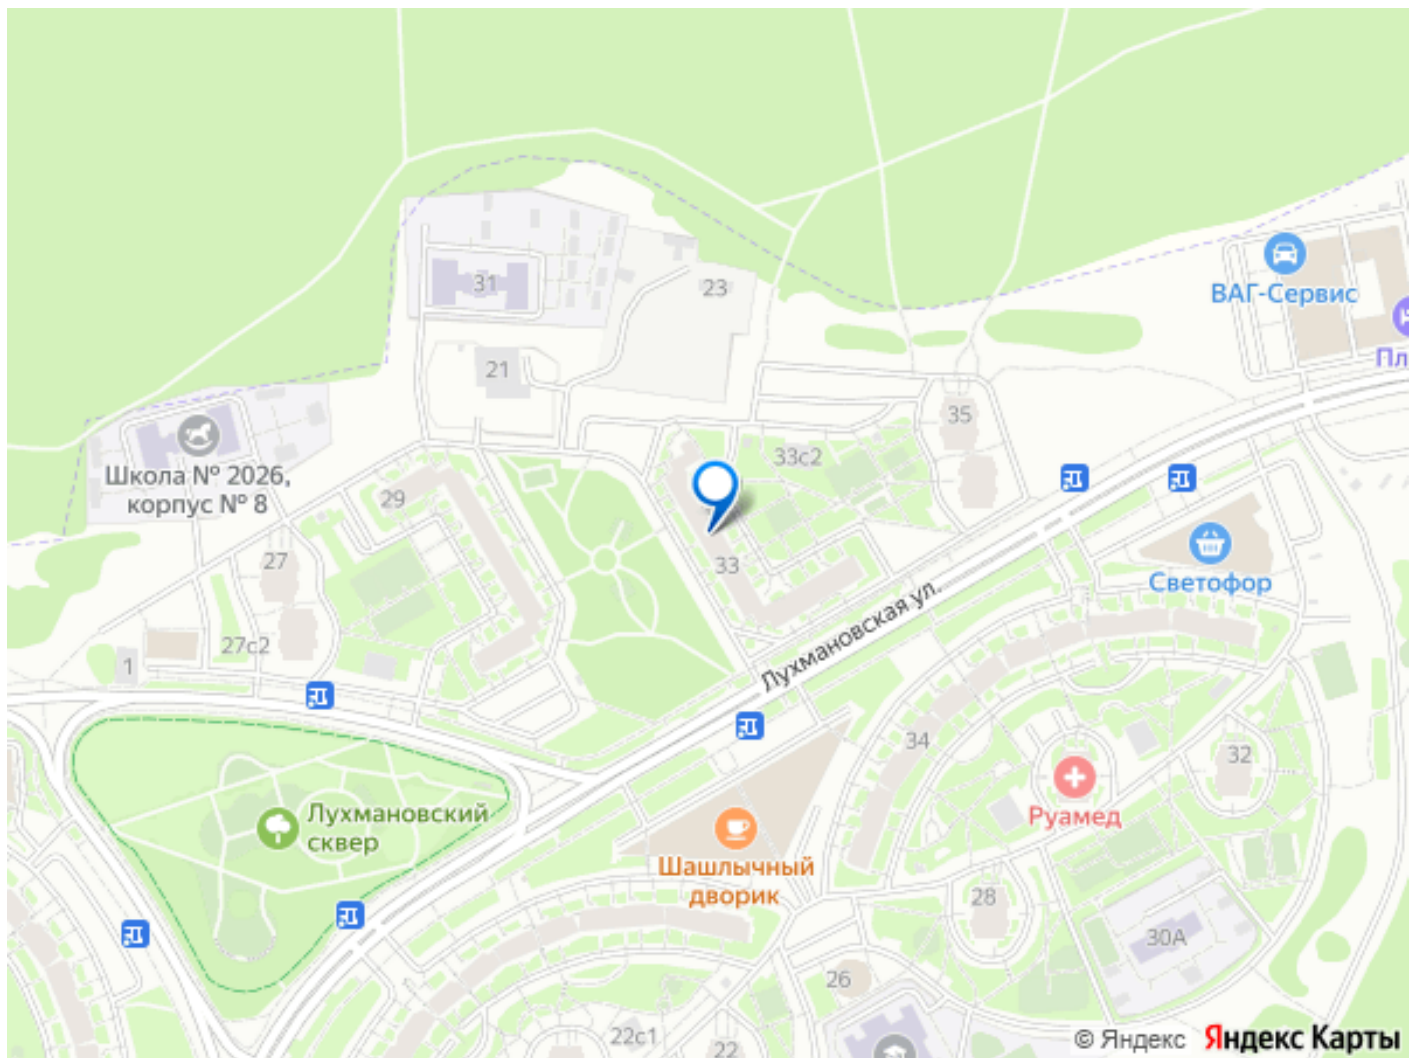 ВАГ-Сервис
31
23
Пл
21
35
Школа № 2026,
корпус № 8
33с2
29
27
33
Светофор
27с2
1
Лухмановская ул.
34
32
Руамед
Лухмановский
сквер
Шашлычный
дворик
28
30А
26
22с1
22
© Яндекс Яндекс Карты